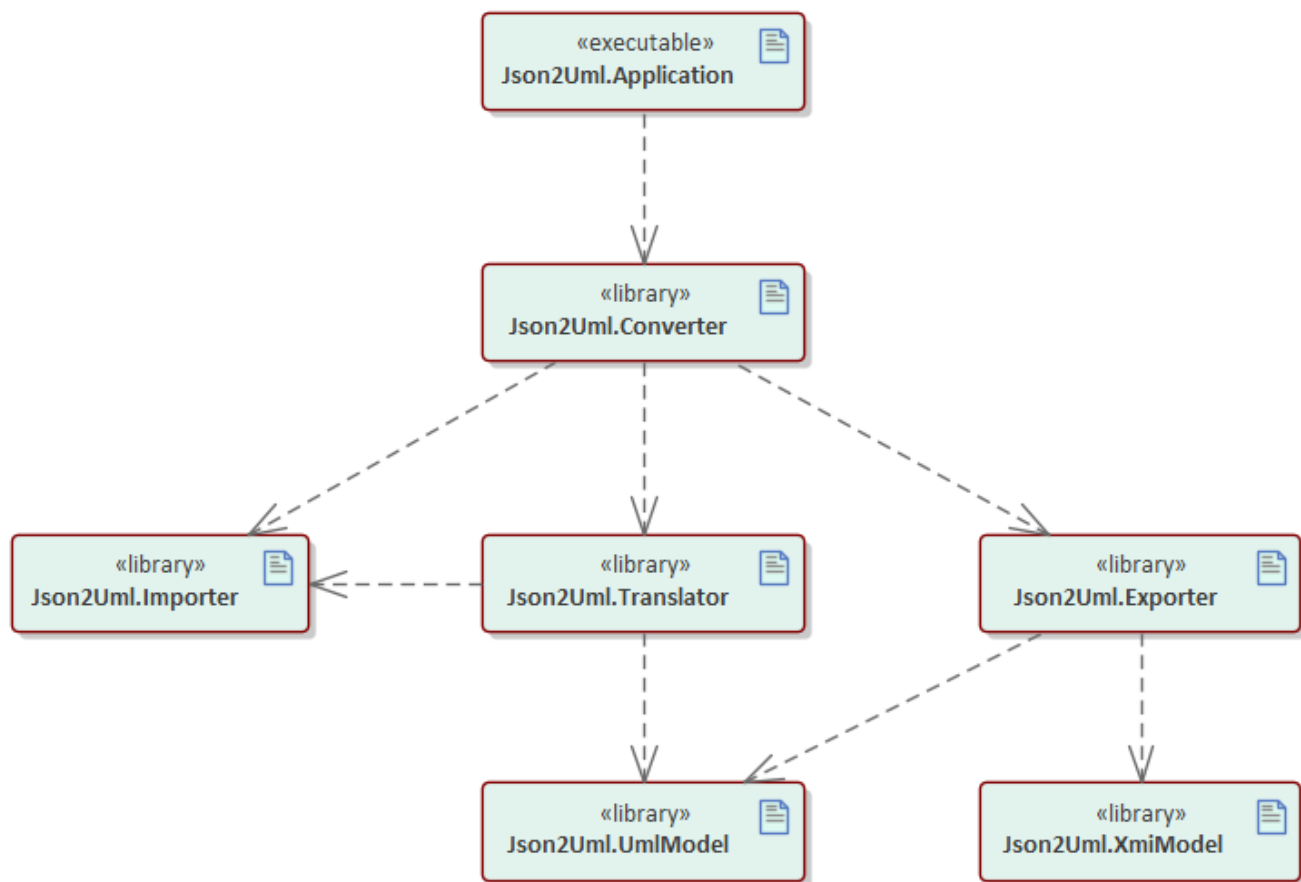 «executable»
Json2Uml.Application
«library»
Json2Uml.Converter
«library»
Json2Uml.Importer
«library»
Json2Uml.Translator
«library»
Json2Uml.Exporter
«library»
Json2Uml.UmlModel
«library»
Json2Uml.XmiModel